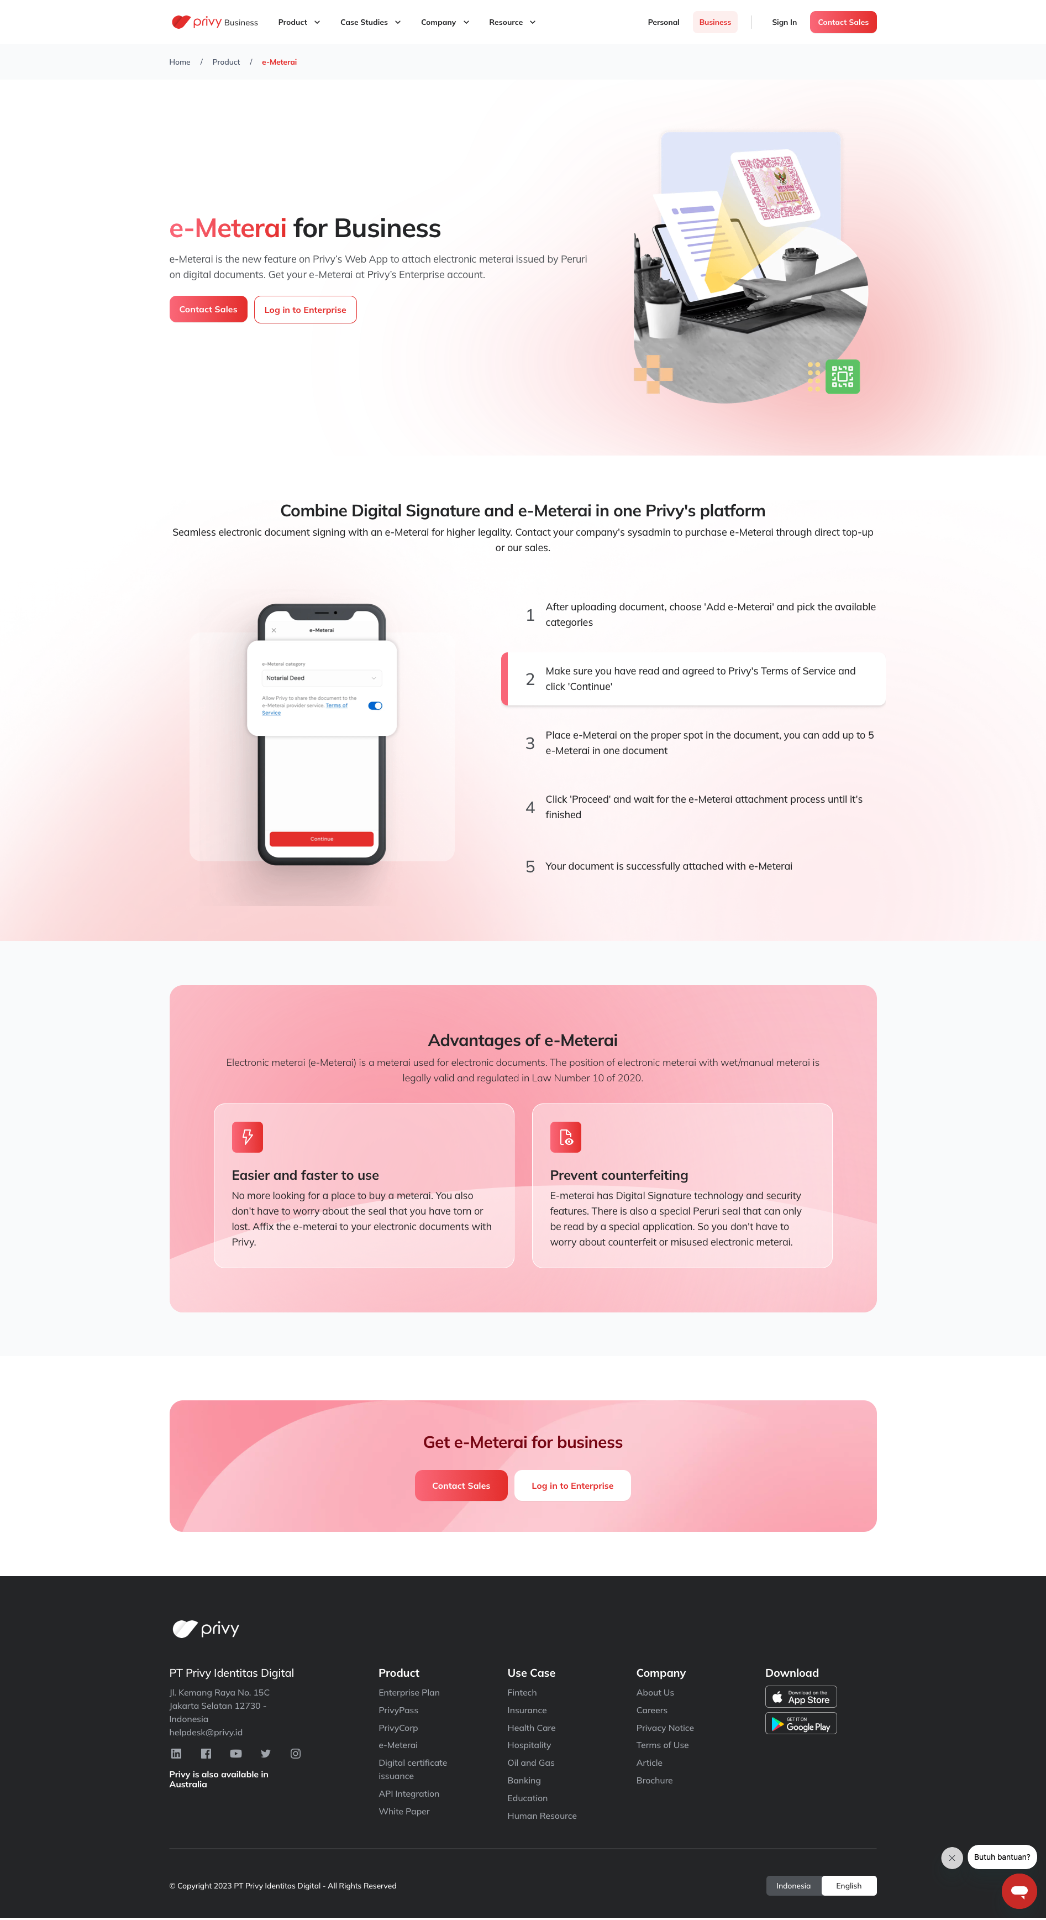 privy Business
Product
Case Studies
Company
Resource
Personal
Business
Sign In
Contact Sales
Home / Product / e-Meterai
e-Meterai for Business
e-Meterai is the new feature on Privy's Web App to attach electronic meterai issued by Peruri
on digital documents. Get your e-Meterai at Privy's Enterprise account.
Contact Sales
Log in to Enterprise
Combine Digital Signature and e-Meterai in one Privy's platform
Seamless electronic document signing with an e-Meterai for higher legality. Contact your company's sysadmin to purchase e-Meterai through direct top-up
or our sales.
e-Meterai
e-Meterai category
Notarial Deed
Allow Privy to share the document to the
e-Meterai provider service. Terms of
Service
Continue
1
After uploading document, choose 'Add e-Meterai' and pick the available
categories
2
Make sure you have read and agreed to Privy's Terms of Service and
click 'Continue'
3
Place e-Meterai on the proper spot in the document, you can add up to 5
e-Meterai in one document
4
Click 'Proceed' and wait for the e-Meterai attachment process until it's
finished
5
Your document is successfully attached with e-Meterai
Advantages of e-Meterai
Electronic meterai (e-Meterai) is a meterai used for electronic documents. The position of electronic meterai with wet/manual meterai is
legally valid and regulated in Law Number 10 of 2020.
Easier and faster to use
No more looking for a place to buy a meterai. You also
don't have to worry about the seal that you have torn or
lost. Affix the e-meterai to your electronic documents with
Privy.
Prevent counterfeiting
E-meterai has Digital Signature technology and security
features. There is also a special Peruri seal that can only
be read by a special application. So you don't have to
worry about counterfeit or misused electronic meterai.
Get e-Meterai for business
Contact Sales
Log in to Enterprise
privy
PT Privy Identitas Digital
Jl. Kemang Raya No. 15C
Jakarta Selatan 12730 -
Indonesia
helpdesk@privy.id
Privy is also available in
Australia
Product
Enterprise Plan
PrivyPass
PrivyCorp
e-Meterai
Digital certificate
issuance
API Integration
White Paper
Use Case
Fintech
Insurance
Health Care
Hospitality
Oil and Gas
Banking
Education
Human Resource
Company
About Us
Careers
Privacy Notice
Terms of Use
Article
Brochure
Download
Download on the
App Store
GET IT ON
Google Play
© Copyright 2023 PT Privy Identitas Digital - All Rights Reserved
Indonesia
English
Butuh bantuan?